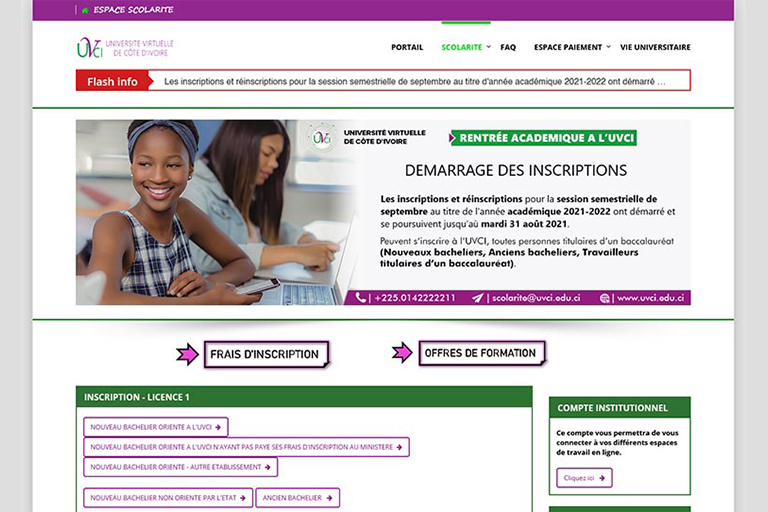 ESPACE SCOLARITE
UVCI UNIVERSITÉ VIRTUELLE
DE CÔTE D'IVOIRE
PORTAIL SCOLARITE FAQ ESPACE PAIEMENT VIE UNIVERSITAIRE
Flash info Les inscriptions et réinscriptions pour la session semestrielle de septembre au titre d'année académique 2021-2022 ont démarré ...
UVCI UNIVERSITÉ VIRTUELLE
DE CÔTE D'IVOIRE
RENTRÉE ACADEMIQUE A L'UVCI
DEMARRAGE DES INSCRIPTIONS
Les inscriptions et réinscriptions pour la session semestrielle de
septembre au titre de l'année académique 2021-2022 ont démarré et
se poursuivent jusqu'aù mardi 31 août 2021.
Peuvent s'inscrire à l'UVCI, toutes personnes titulaires d'un baccalauréat
(Nouveaux bacheliers, Anciens bacheliers, Travailleurs
titulaires d'un baccalauréat).
| +225.0142222211 | scolarite@uvci.edu.ci | www.uvci.edu.ci
FRAIS D'INSCRIPTION
OFFRES DE FORMATION
INSCRIPTION - LICENCE 1
NOUVEAU BACHELIER ORIENTE A L'UVCI
NOUVEAU BACHELIER ORIENTE A L'UVCI N'AYANT PAS PAYE SES FRAIS D'INSCRIPTION AU MINISTERE
NOUVEAU BACHELIER ORIENTE - AUTRE ETABLISSEMENT
NOUVEAU BACHELIER NON ORIENTE PAR L'ETAT
ANCIEN BACHELIER
COMPTE INSTITUTIONNEL
Ce compte vous permettra de vous
connecter à vos différents espaces
de travail en ligne.
Cliquez ici